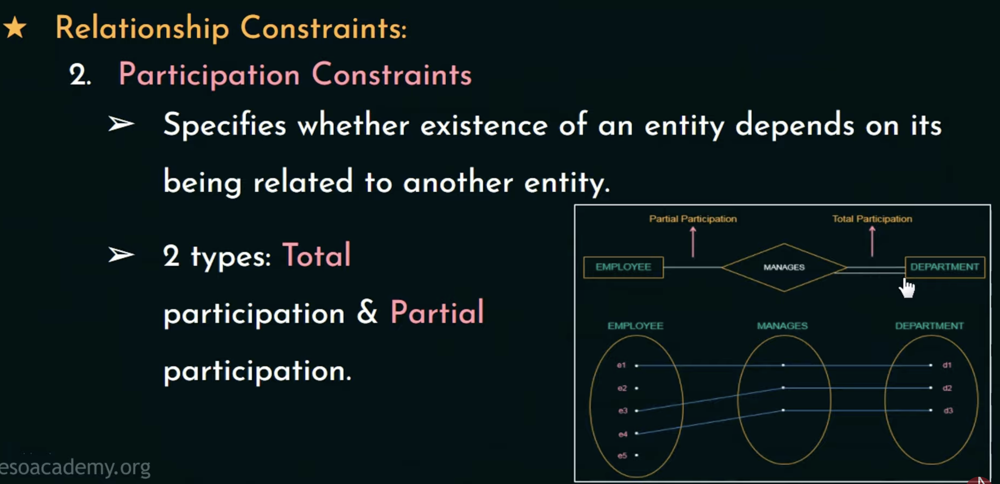 ★ Relationship Constraints:
2. Participation Constraints
➢ Specifies whether existence of an entity depends on its
being related to another entity.
➢ 2 types: Total
participation & Partial
participation.
Partial Participation Total Participation
EMPLOYEE MANAGES DEPARTMENT
EMPLOYEE MANAGES DEPARTMENT
e1 d1
e2 d2
e3 d3
e4
e5
esoacademy.org